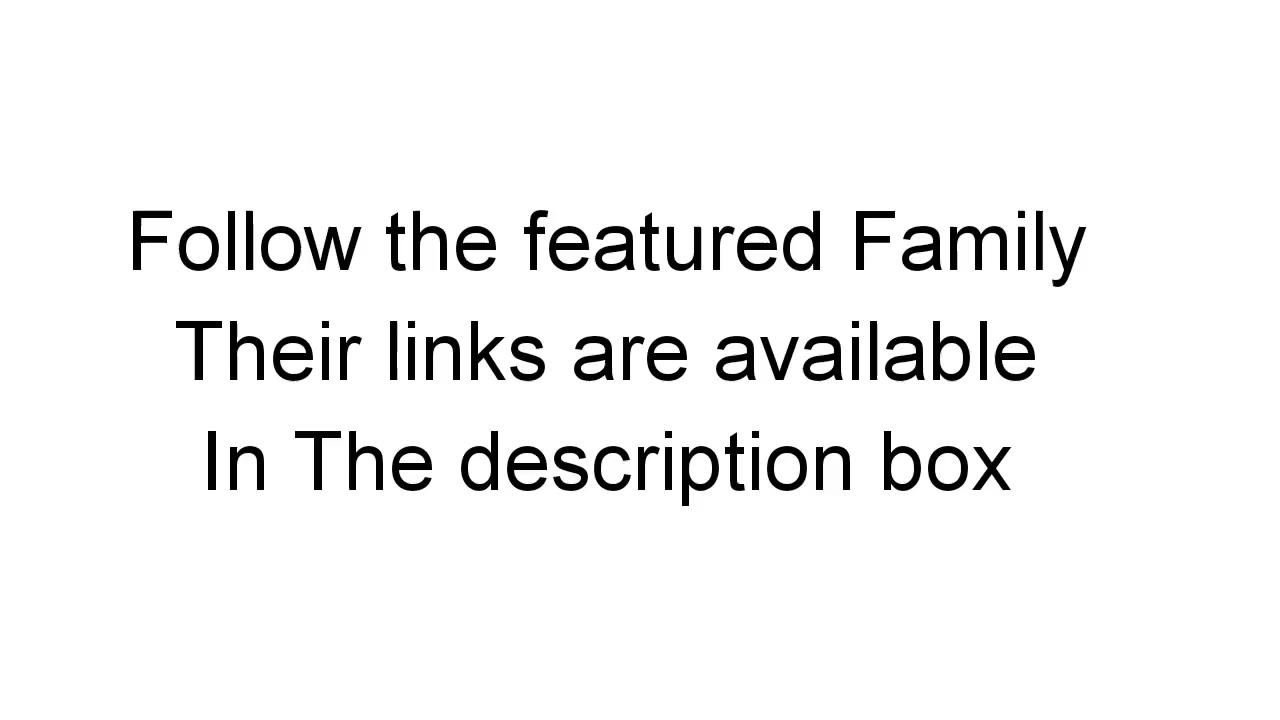 Follow the featured Family
Their links are available
In The description box